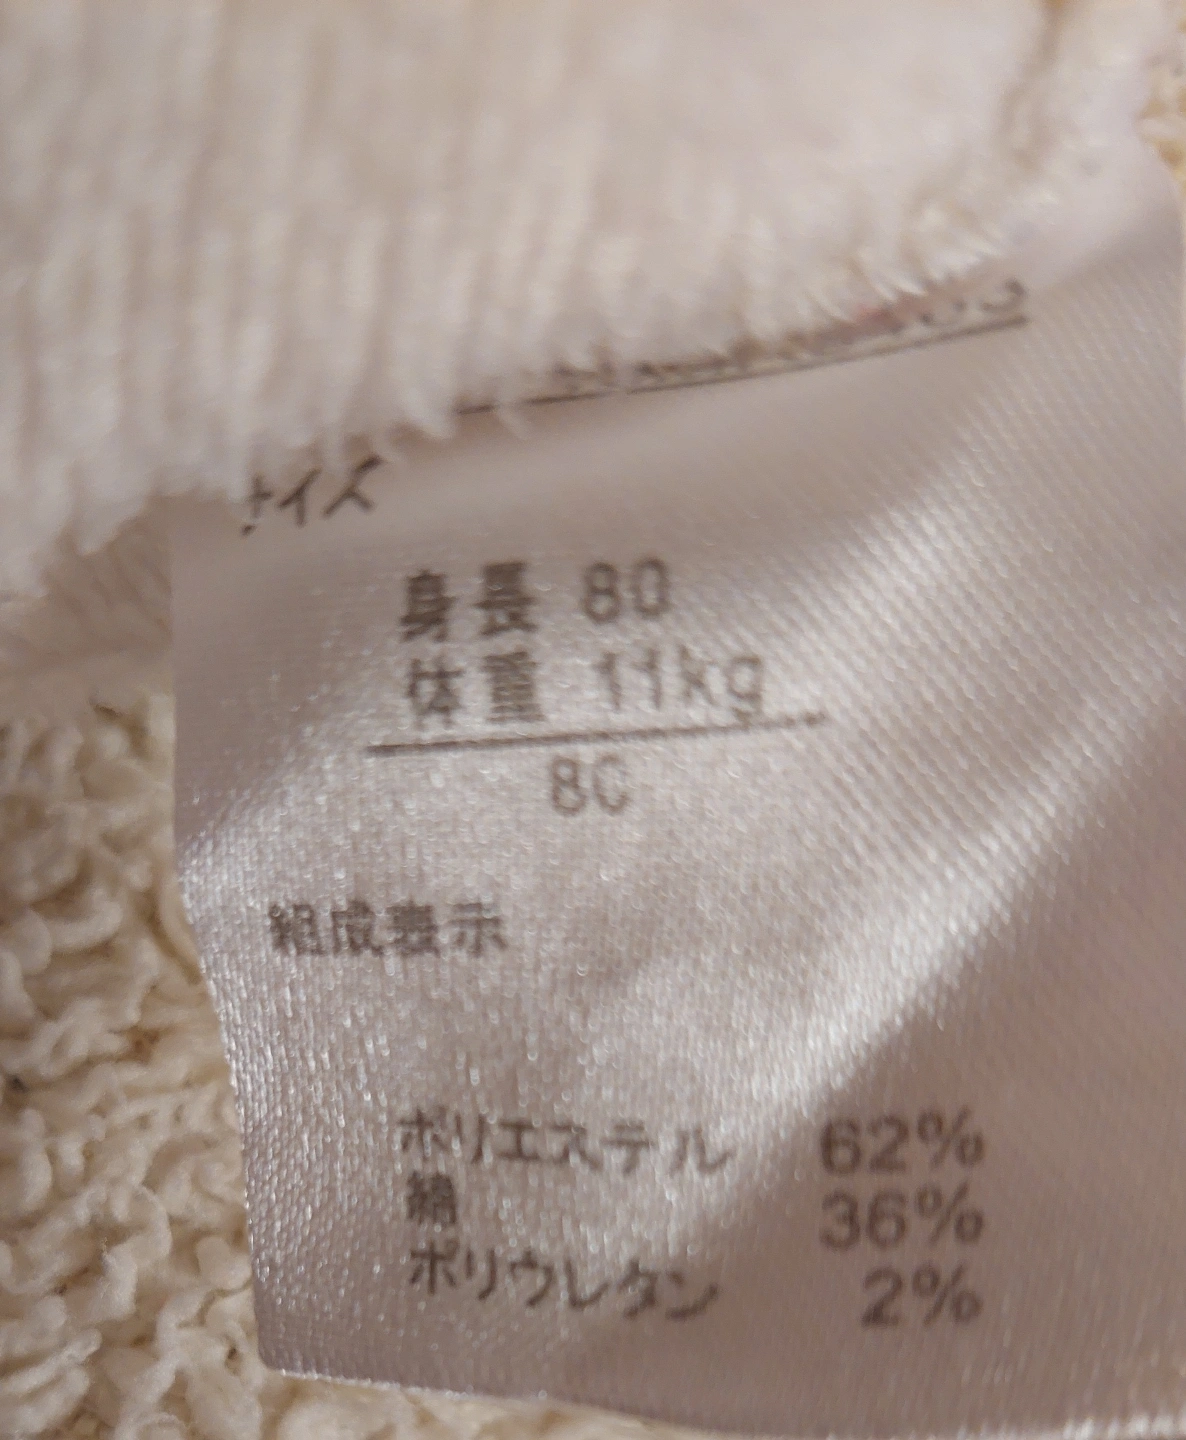 サイズ
身長 80
体重 11kg
80
組成表示
ポリエステル 62%
綿 36%
ポリウレタン 2%